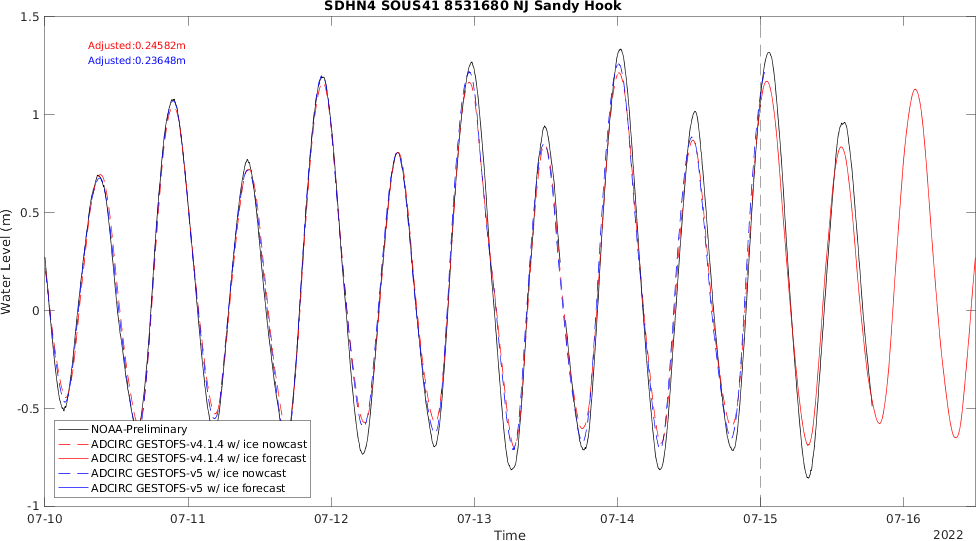 SDHN4 SOUS41 8531680 NJ Sandy Hook
1.5
Adjusted:0.24582m
Adjusted:0.23648m
1
0.5
Water Level (m)
0
-0.5
NOAA-Preliminary
ADCIRC GESTOFS-v4.1.4 w/ ice nowcast
ADCIRC GESTOFS-v4.1.4 w/ ice forecast
ADCIRC GESTOFS-v5 w/ ice nowcast
ADCIRC GESTOFS-v5 w/ ice forecast
-1
07-10 07-11 07-12 07-13 07-14 07-15 07-16
Time
2022